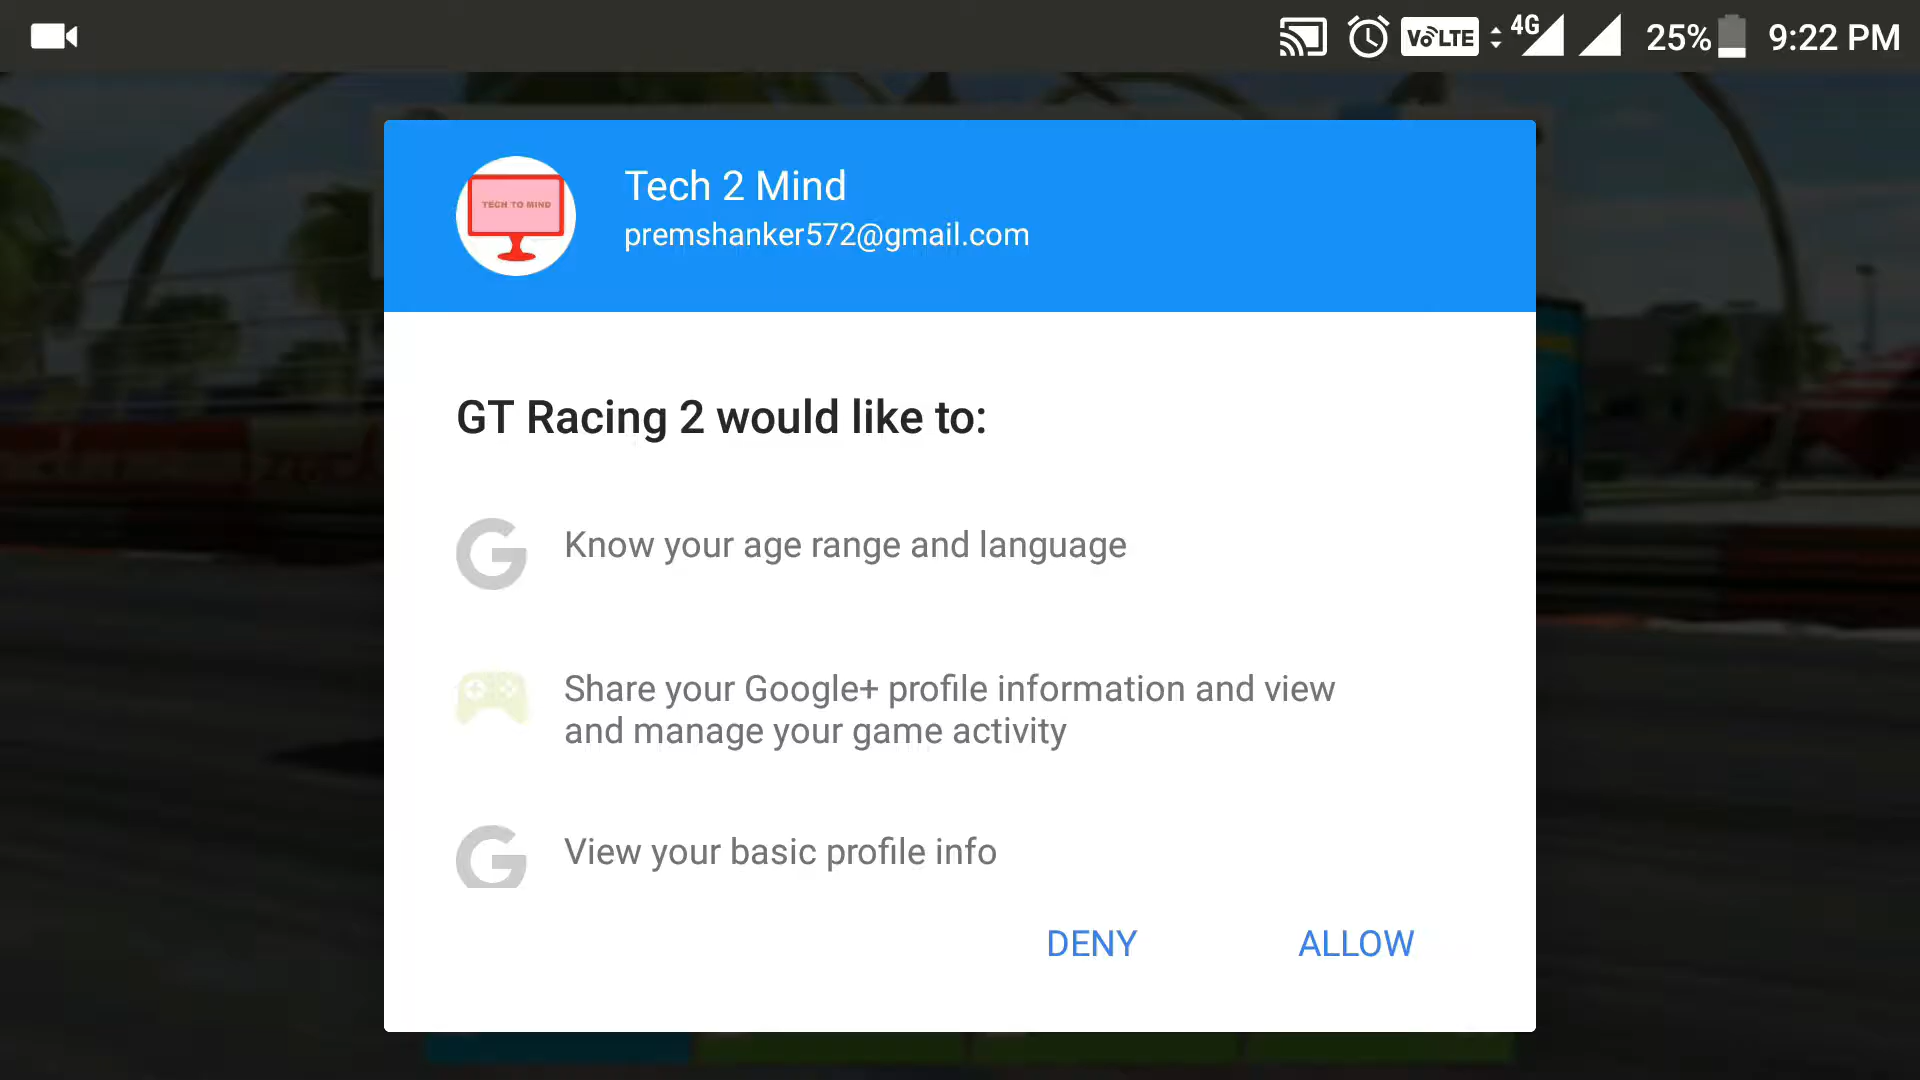 VoLTE 4G 25% 9:22 PM
TECH TO MIND
Tech 2 Mind
premshanker572@gmail.com
GT Racing 2 would like to:
Know your age range and language
Share your Google+ profile information and view
and manage your game activity
View your basic profile info
DENY ALLOW